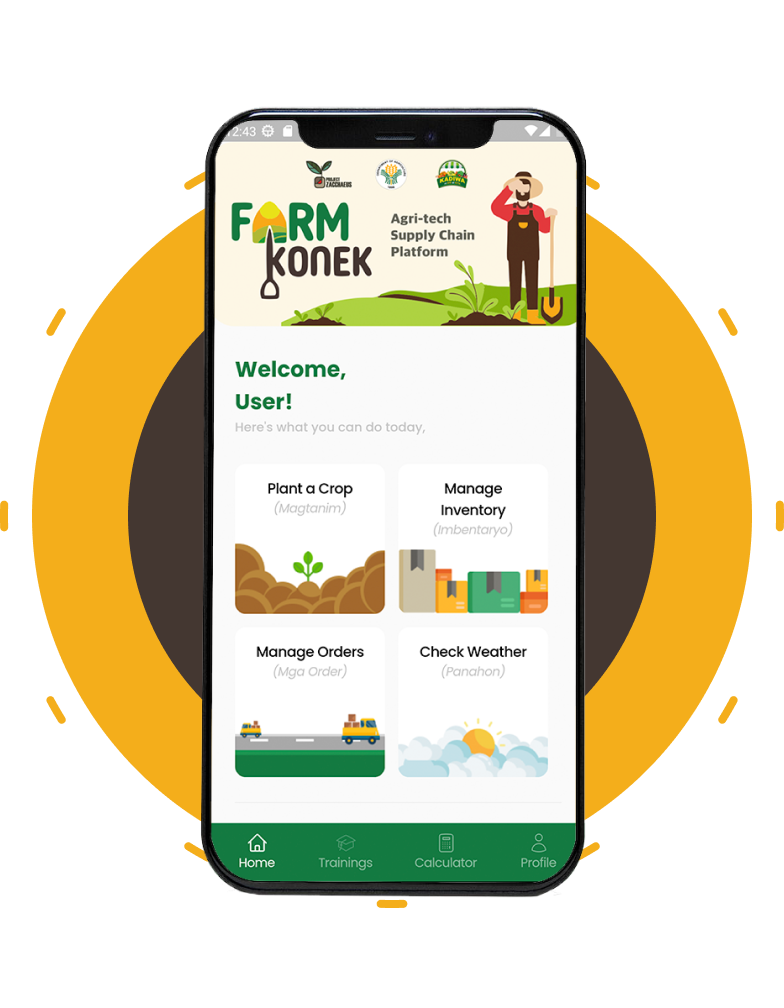 12:43
PROJECT
ZACCHAEUS
KADIWA
FARM
KONEK
Agri-tech
Supply Chain
Platform
Welcome,
User!
Here's what you can do today,
Plant a Crop
(Magtanim)
Manage
Inventory
(Imbentaryo)
Manage Orders
(Mga Order)
Check Weather
(Panahon)
Home
Trainings
Calculator
Profile